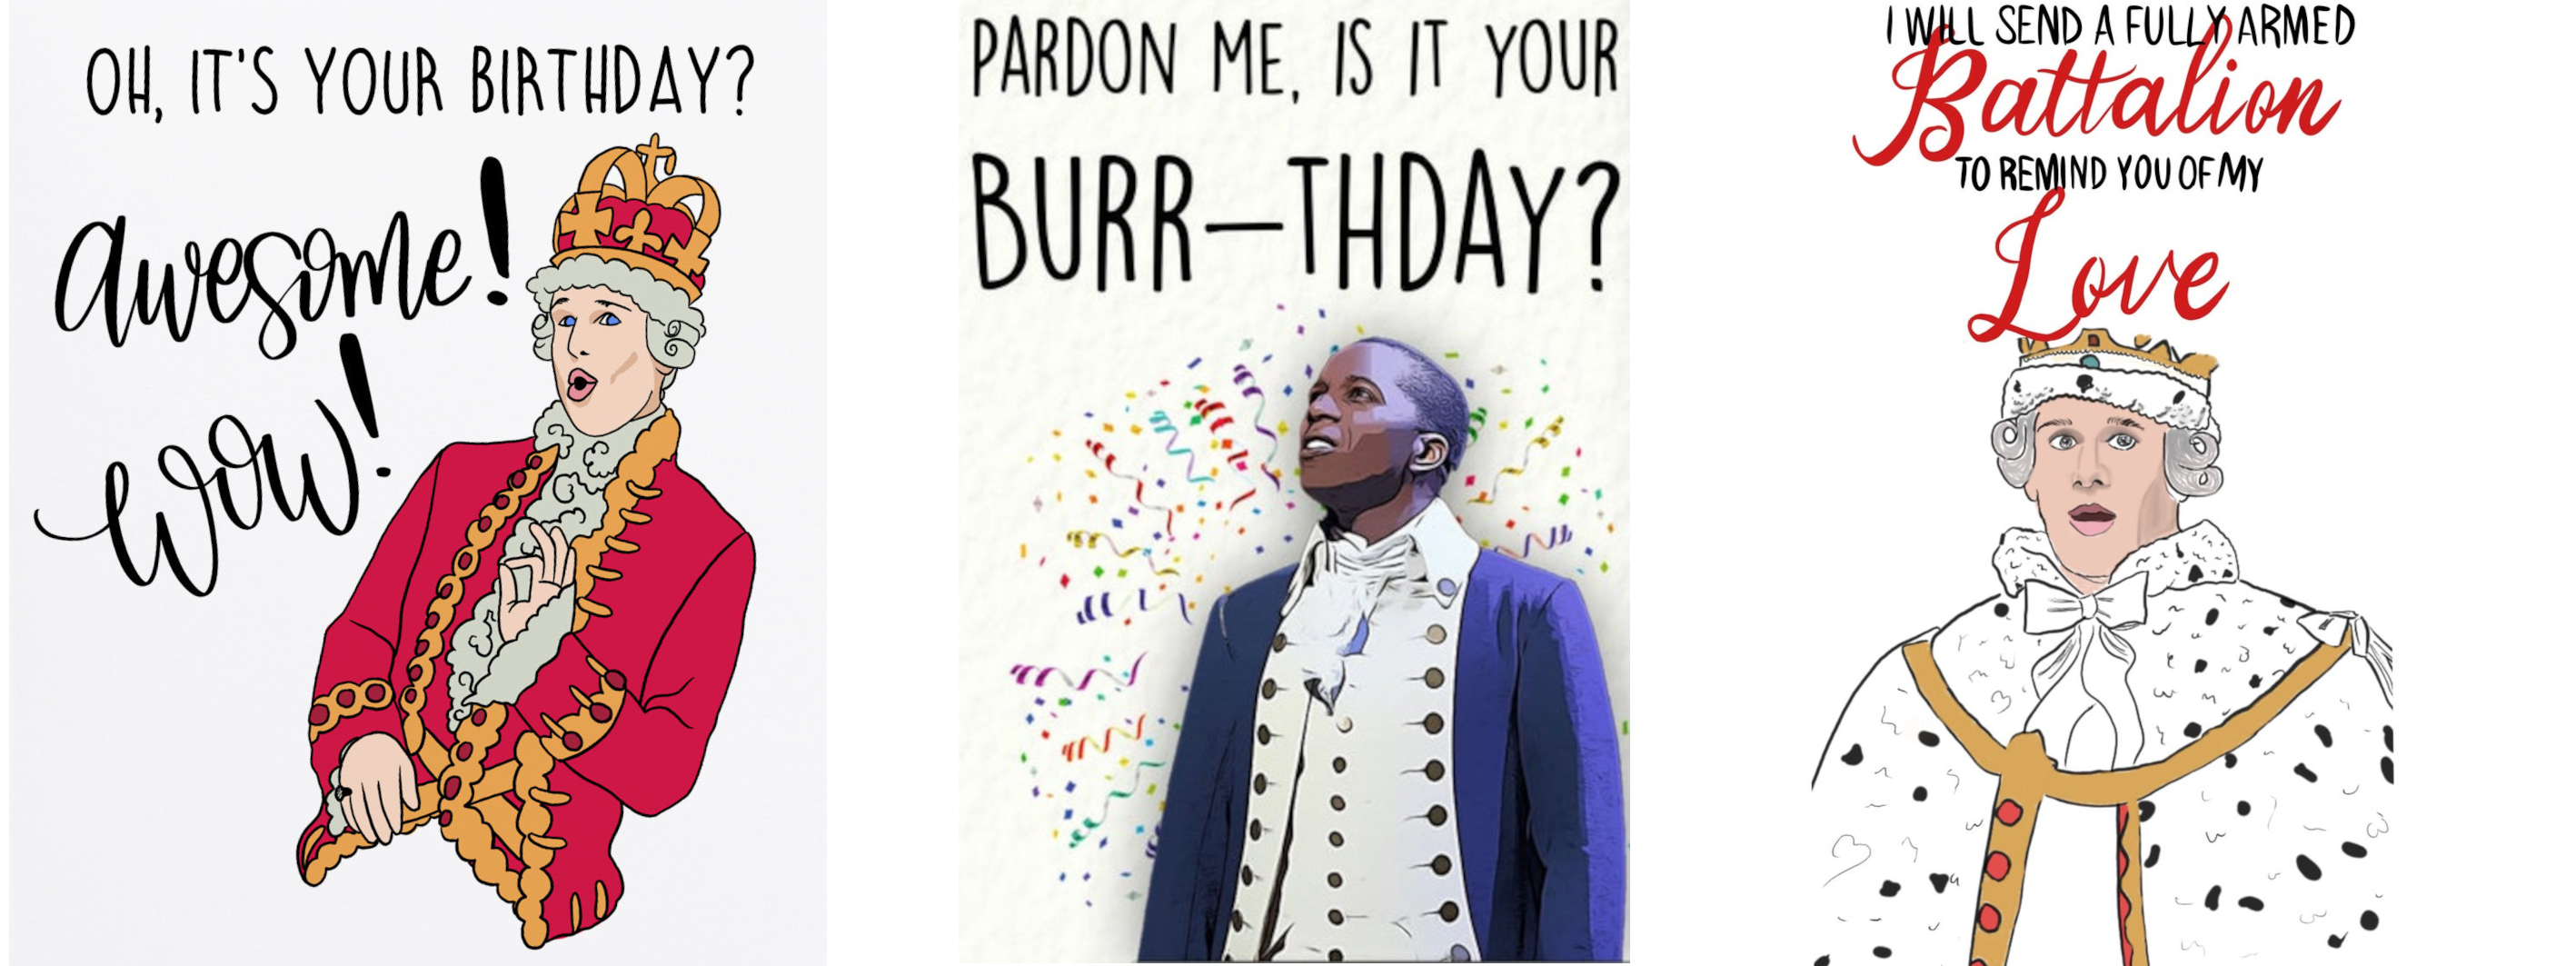 OH, IT'S YOUR BIRTHDAY?
awesome!
wow!
PARDON ME, IS IT YOUR
BURR-THDAY?
I WILL SEND A FULLY ARMED
Battalion
TO REMIND YOU OF MY
Love